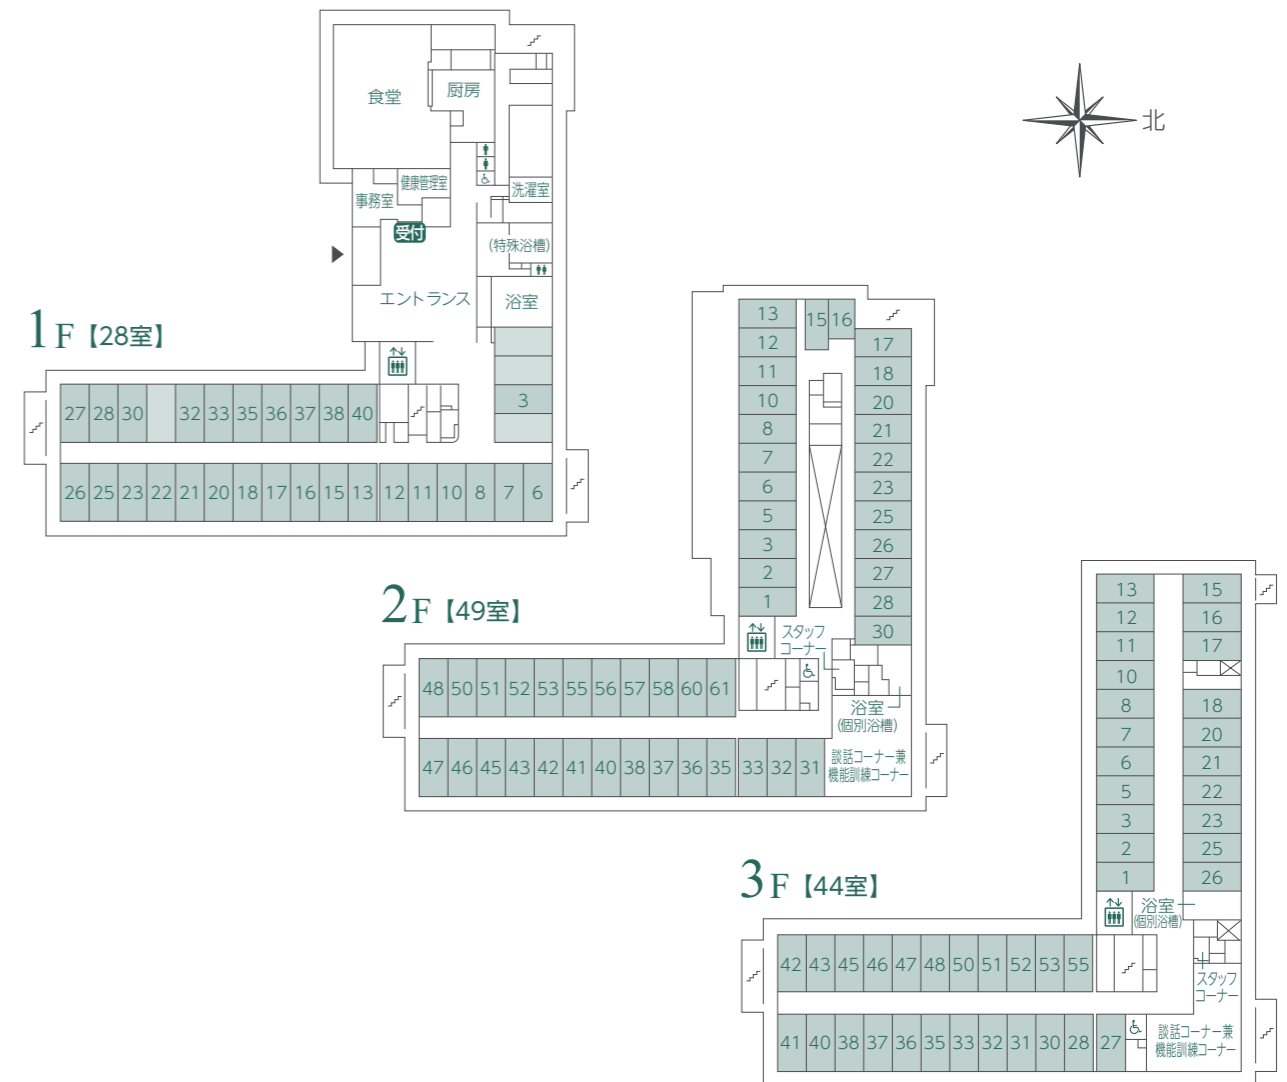 北
食堂
厨房
健康管理室
事務室
洗濯室
受付
(特殊浴槽)
エントランス
浴室
1F【28室】
3
27 28 30 32 33 35 36 37 38 40
26 25 23 22 21 20 18 17 16 15 13 12 11 10 8 7 6
2F【49室】
13
12
11
10
8
7
6
5
3
2
1
15 16
17
18
20
21
22
23
25
26
27
28
30
スタッフ
コーナー
48 50 51 52 53 55 56 57 58 60 61
浴室
(個別浴槽)
47 46 45 43 42 41 40 38 37 36 35 33 32 31
談話コーナー兼
機能訓練コーナー
3F【44室】
13
12
11
10
8
7
6
5
3
2
1
15
16
17
18
20
21
22
23
25
26
浴室
(個別浴槽)
42 43 45 46 47 48 50 51 52 53 55
スタッフ
コーナー
41 40 38 37 36 35 33 32 31 30 28 27
談話コーナー兼
機能訓練コーナー